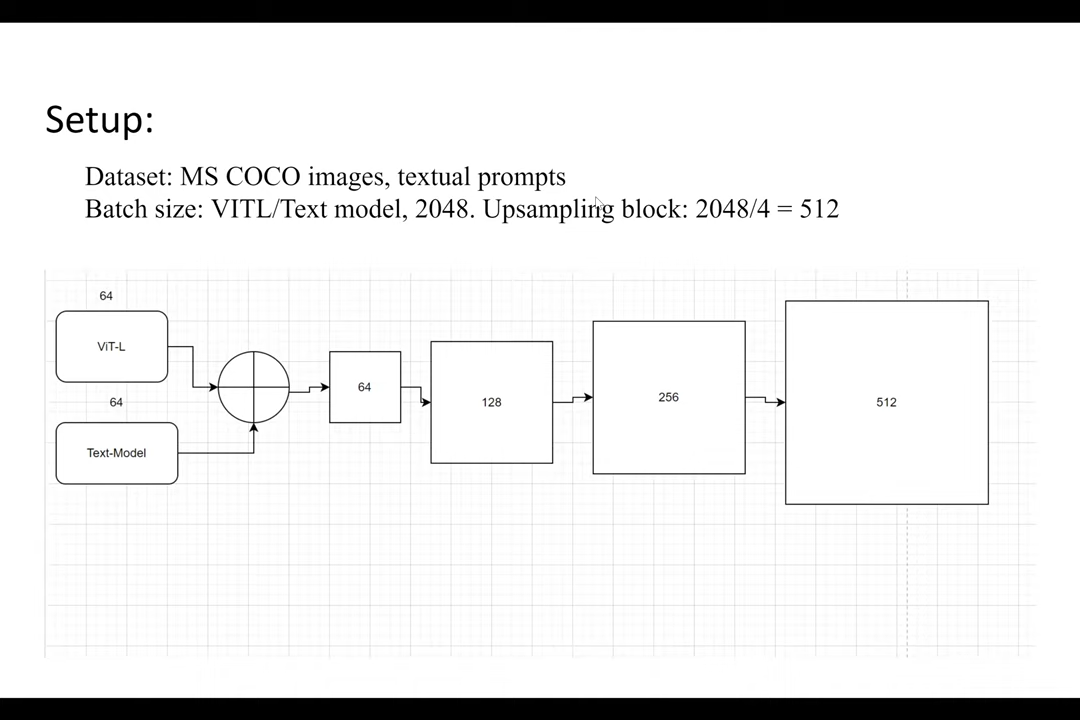 Setup:
Dataset: MS COCO images, textual prompts
Batch size: VITL/Text model, 2048. Upsampling block: 2048/4 = 512
64
ViT-L
64
Text-Model
64
128
256
512